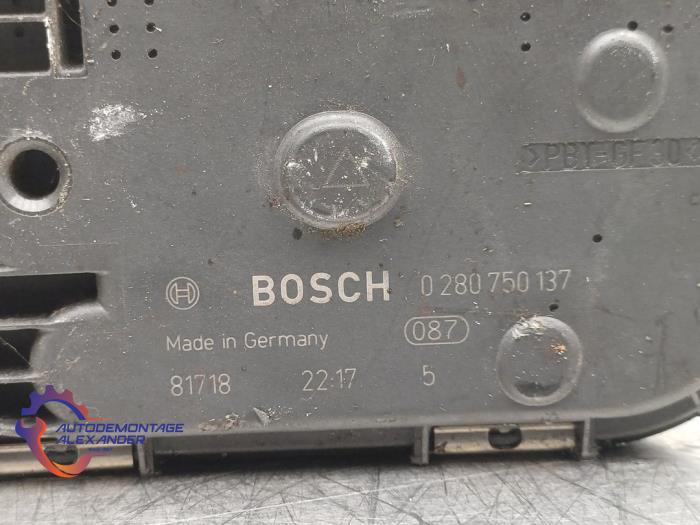 >PBT-GF30
BOSCH 0 280 750 137
Made in Germany 087
81718 22:17 5
AUTODEMONTAGE
ALEXANDER